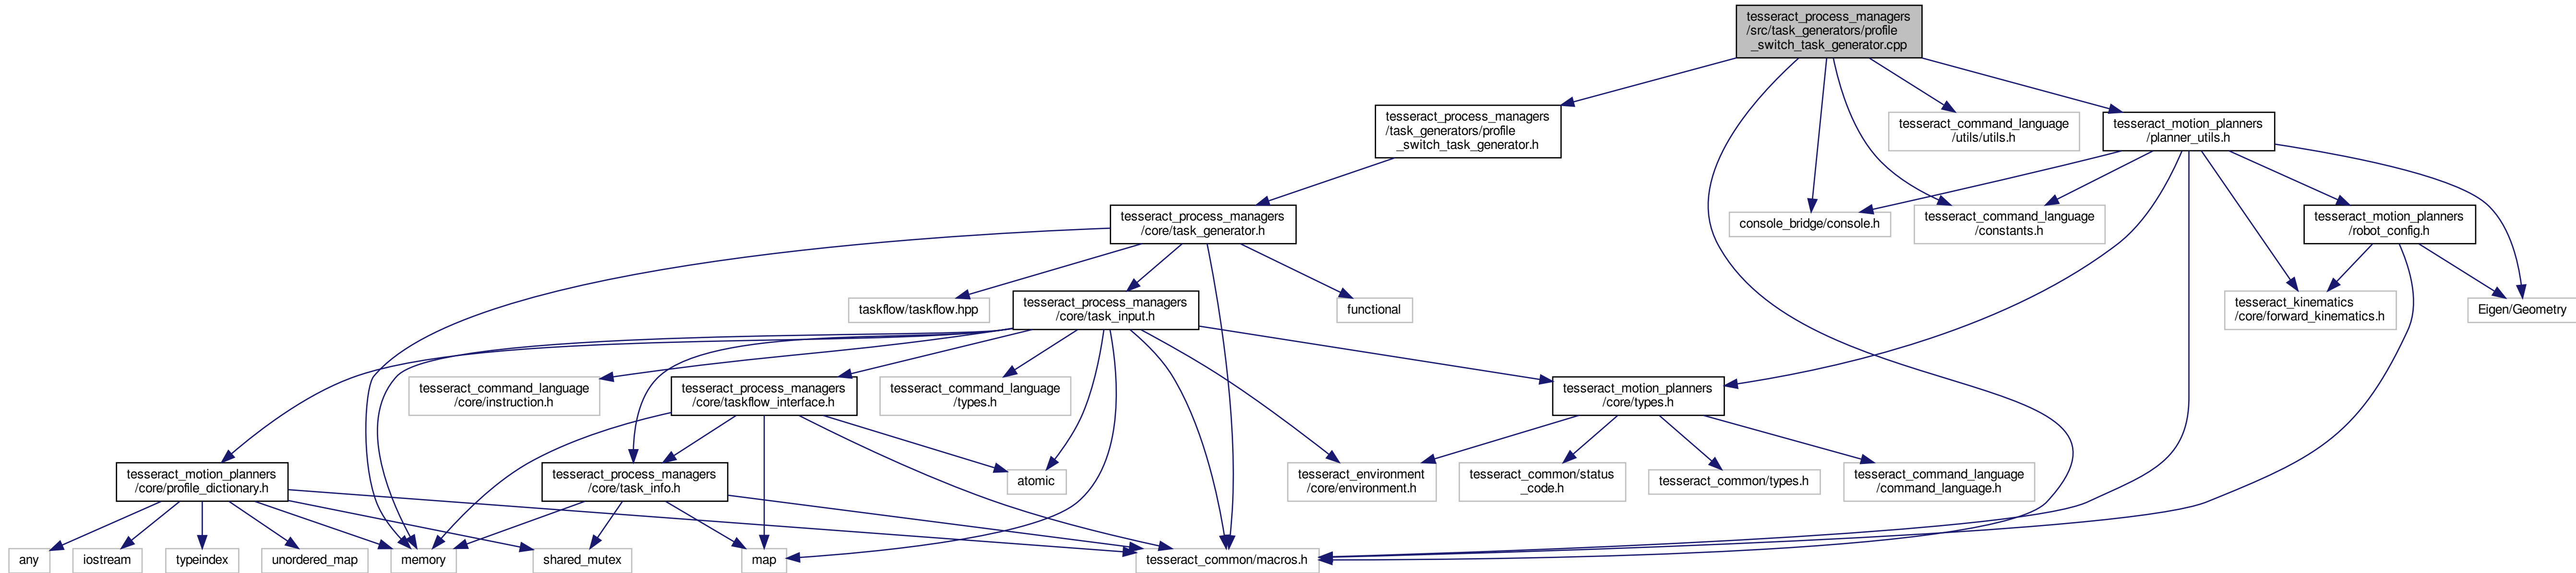 tesseract_process_managers
/src/task_generators/profile
_switch_task_generator.cpp
tesseract_process_managers
/task_generators/profile
_switch_task_generator.h
tesseract_command_language
/utils/utils.h
tesseract_motion_planners
/planner_utils.h
tesseract_process_managers
/core/task_generator.h
console_bridge/console.h
tesseract_command_language
/constants.h
tesseract_motion_planners
/robot_config.h
taskflow/taskflow.hpp
tesseract_process_managers
/core/task_input.h
functional
tesseract_kinematics
/core/forward_kinematics.h
Eigen/Geometry
tesseract_command_language
/core/instruction.h
tesseract_process_managers
/core/taskflow_interface.h
tesseract_command_language
/types.h
tesseract_motion_planners
/core/types.h
tesseract_motion_planners
/core/profile_dictionary.h
tesseract_process_managers
/core/task_info.h
atomic
tesseract_environment
/core/environment.h
tesseract_common/status
_code.h
tesseract_common/types.h
tesseract_command_language
/command_language.h
any
iostream
typeindex
unordered_map
memory
shared_mutex
map
tesseract_common/macros.h